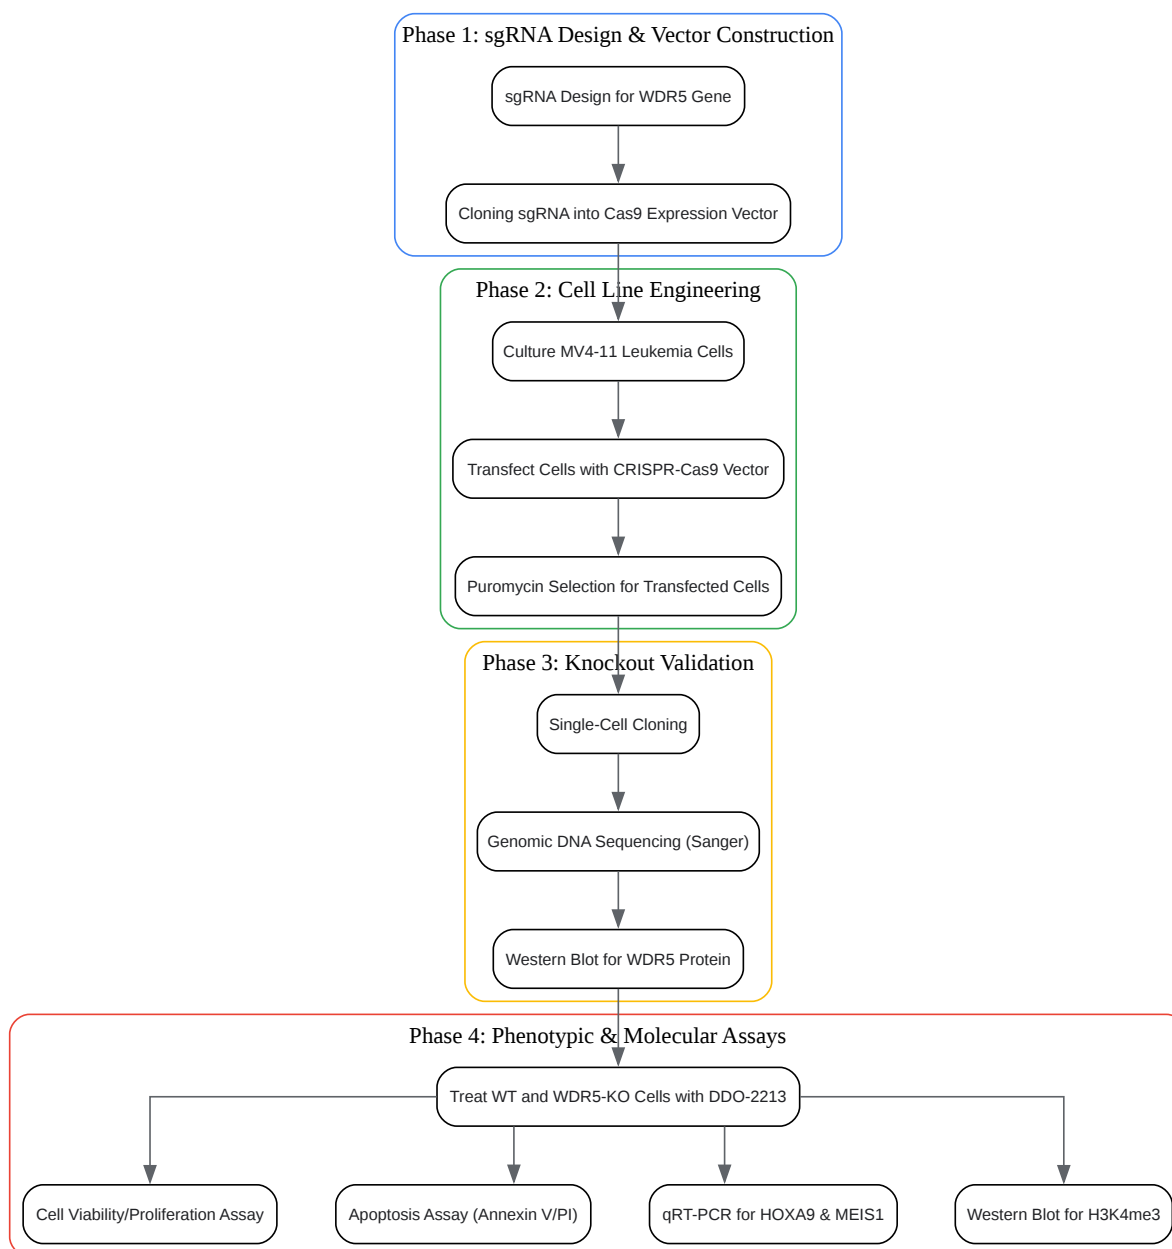 Phase 1: sgRNA Design & Vector Construction
sgRNA Design for WDR5 Gene
Cloning sgRNA into Cas9 Expression Vector
Phase 2: Cell Line Engineering
Culture MV4-11 Leukemia Cells
Transfect Cells with CRISPR-Cas9 Vector
Puromycin Selection for Transfected Cells
Phase 3: Knockout Validation
Single-Cell Cloning
Genomic DNA Sequencing (Sanger)
Western Blot for WDR5 Protein
Phase 4: Phenotypic & Molecular Assays
Treat WT and WDR5-KO Cells with DDO-2213
Cell Viability/Proliferation Assay
Apoptosis Assay (Annexin V/PI)
qRT-PCR for HOXA9 & MEIS1
Western Blot for H3K4me3